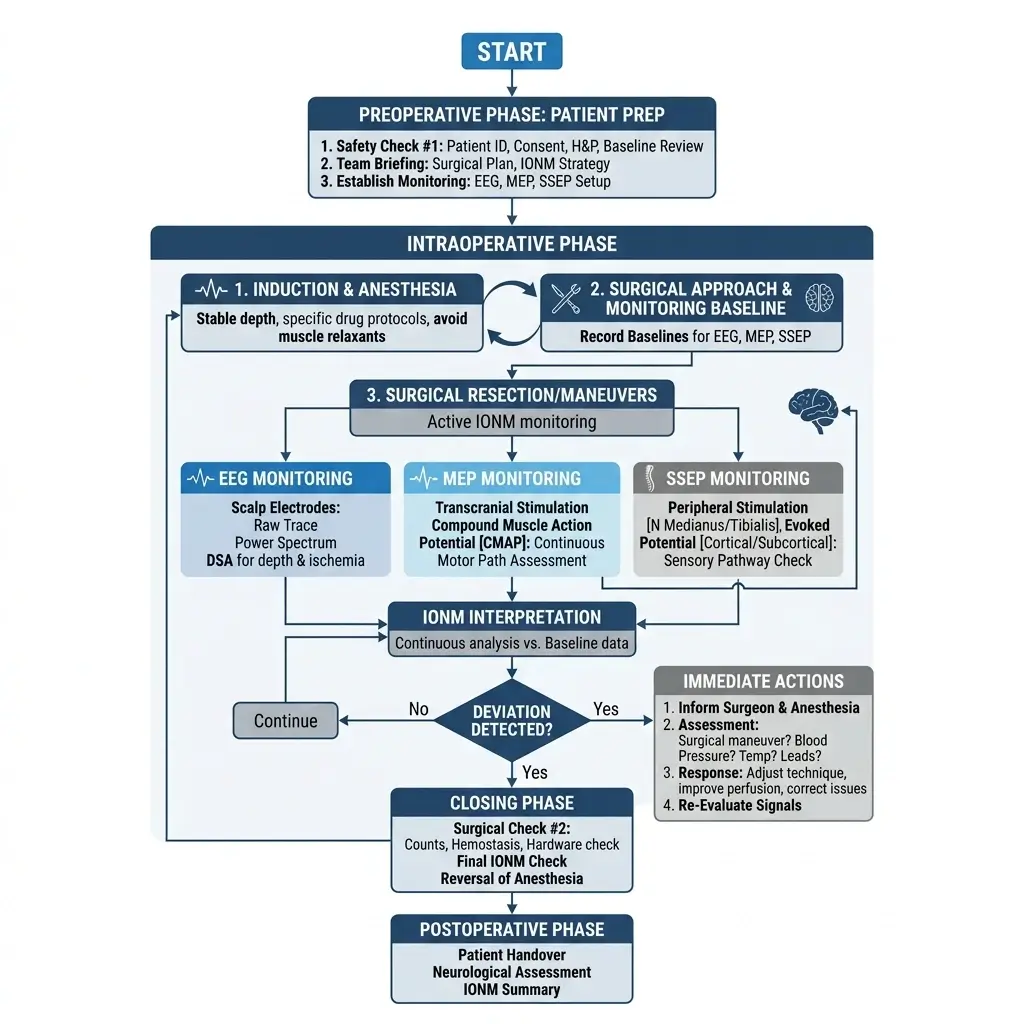 START
PREOPERATIVE PHASE: PATIENT PREP
1. Safety Check #1: Patient ID, Consent, H&P, Baseline Review
2. Team Briefing: Surgical Plan, IONM Strategy
3. Establish Monitoring: EEG, MEP, SSEP Setup
INTRAOPERATIVE PHASE
1. INDUCTION & ANESTHESIA
Stable depth, specific drug protocols, avoid
muscle relaxants
2. SURGICAL APPROACH &
MONITORING BASELINE
Record Baselines for EEG, MEP, SSEP
3. SURGICAL RESECTION/MANEUVERS
Active IONM monitoring
EEG MONITORING
Scalp Electrodes:
Raw Trace
Power Spectrum
DSA for depth & ischemia
MEP MONITORING
Transcranial Stimulation
Compound Muscle Action
Potential [CMAP]: Continuous
Motor Path Assessment
SSEP MONITORING
Peripheral Stimulation
[N Medianus/Tibialis], Evoked
Potential [Cortical/Subcortical]:
Sensory Pathway Check
IONM INTERPRETATION
Continuous analysis vs. Baseline data
DEVIATION
DETECTED?
No
Continue
Yes
IMMEDIATE ACTIONS
1. Inform Surgeon & Anesthesia
2. Assessment:
Surgical maneuver? Blood
Pressure? Temp? Leads?
3. Response: Adjust technique,
improve perfusion, correct issues
4. Re-Evaluate Signals
Yes
CLOSING PHASE
Surgical Check #2:
Counts, Hemostasis, Hardware check
Final IONM Check
Reversal of Anesthesia
POSTOPERATIVE PHASE
Patient Handover
Neurological Assessment
IONM Summary